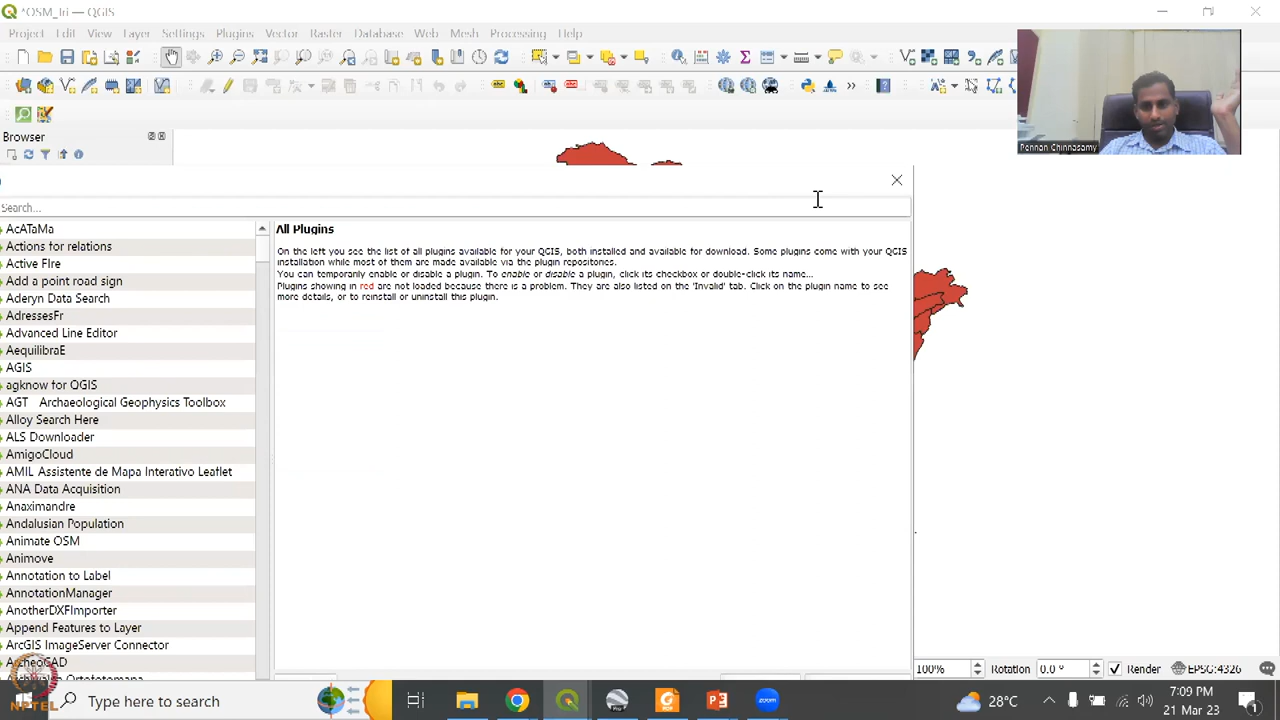 *OSM_tri — QGIS
Project Edit View Layer Settings Plugins Vector Raster Database Web Mesh Processing Help
Pennan Chinnasamy
Browser
Search...
All Plugins
On the left you see the list of all plugins available for your QGIS, both installed and available for download. Some plugins come with your QGIS
installation while most of them are made available via the plugin repositories.
You can temporarily enable or disable a plugin. To enable or disable a plugin, click its checkbox or double-click its name...
Plugins showing in red are not loaded because there is a problem. They are also listed on the 'Invalid' tab. Click on the plugin name to see
more details, or to reinstall or uninstall this plugin.
AcATaMa
Actions for relations
Active FIre
Add a point road sign
Aderyn Data Search
AdressesFr
Advanced Line Editor
AequilibraE
AGIS
agknow for QGIS
AGT Archaeological Geophysics Toolbox
Alloy Search Here
ALS Downloader
AmigoCloud
AMIL Assistente de Mapa Interativo Leaflet
ANA Data Acquisition
Anaximandre
Andalusian Population
Animate OSM
Animove
Annotation to Label
AnnotationManager
AnotherDXFImporter
Append Features to Layer
ArcGIS ImageServer Connector
ArcheoCAD
100% Rotation 0.0 ° Render EPSG:4326
NPTEL
Type here to search
28°C
7:09 PM
21 Mar 23
1